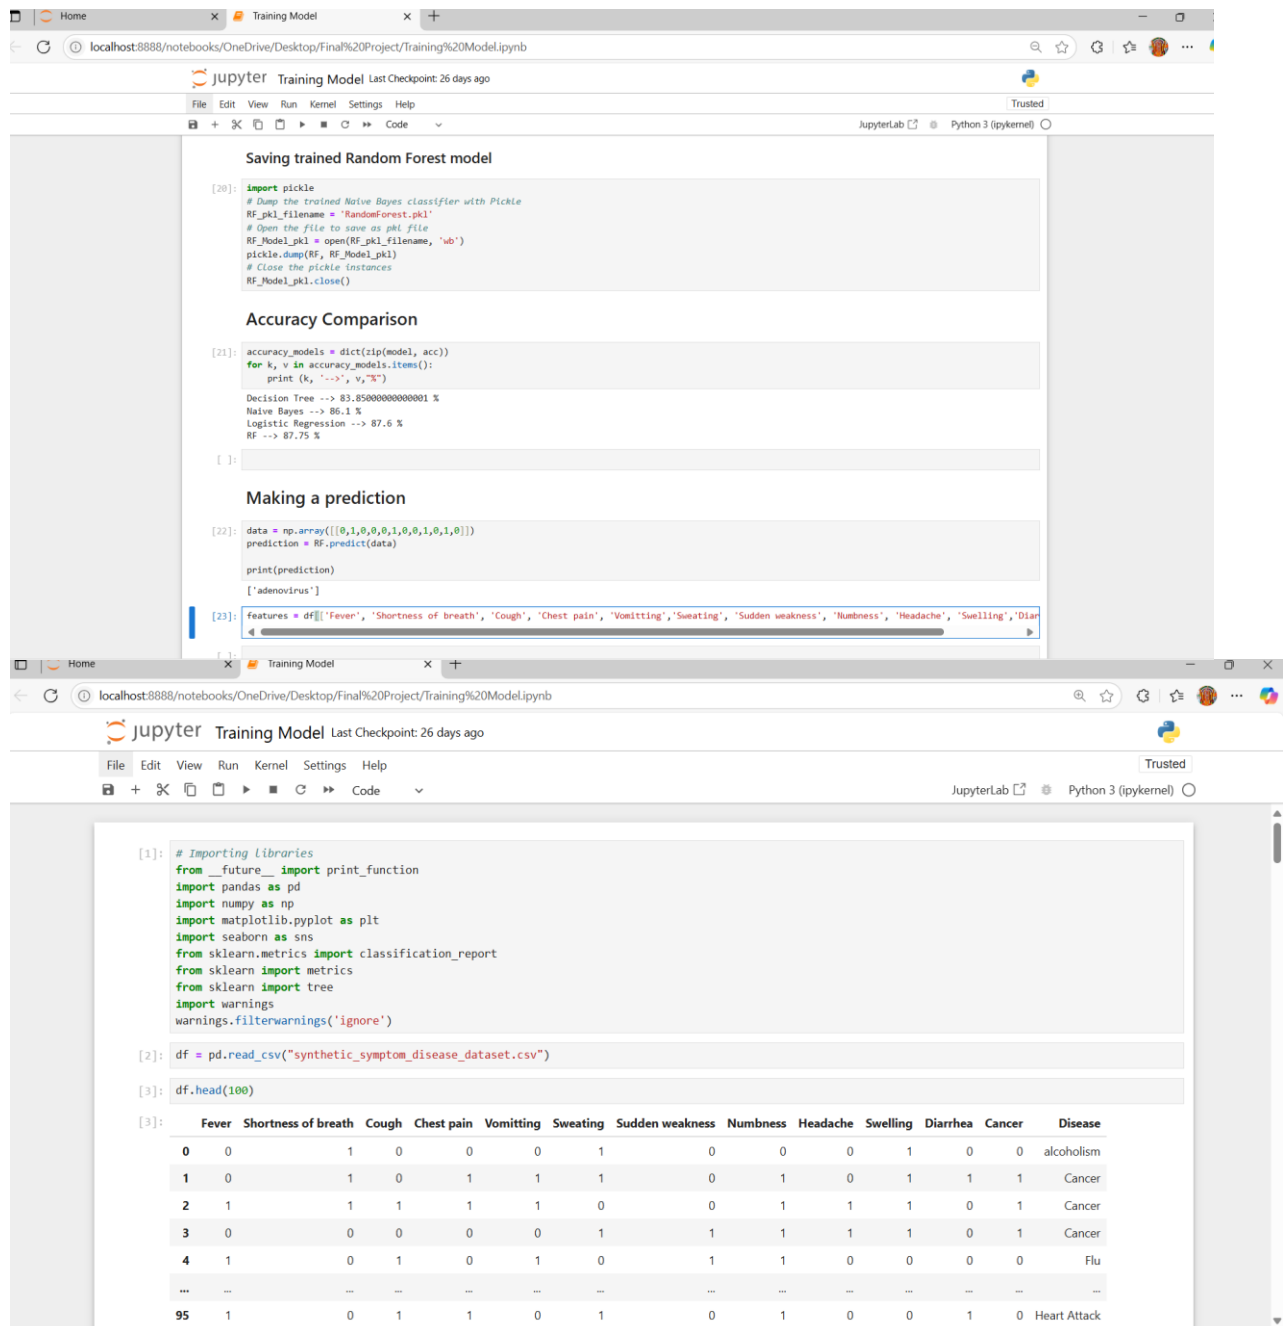 Home
Training Model
localhost:8888/notebooks/OneDrive/Desktop/Final%20Project/Training%20Model.ipynb
jupyter Training Model Last Checkpoint: 26 days ago
File Edit View Run Kernel Settings Help
Trusted
Code
JupyterLab Python 3 (ipykernel)
Saving trained Random Forest model
[20]: import pickle
# Dump the trained Naive Bayes classifier with Pickle
RF_pkl_filename = 'RandomForest.pkl'
# Open the file to save as pkl file
RF_Model_pkl = open(RF_pkl_filename, 'wb')
pickle.dump(RF, RF_Model_pkl)
# Close the pickle instances
RF_Model_pkl.close()
Accuracy Comparison
[21]: accuracy_models = dict(zip(model, acc))
for k, v in accuracy_models.items():
print (k, '-->', v,"%")
Decision Tree --> 83.85000000000001 %
Naive Bayes --> 86.1 %
Logistic Regression --> 87.6 %
RF --> 87.75 %
[ ]:
Making a prediction
[22]: data = np.array([[0,1,0,0,0,1,0,0,1,0,1,0]])
prediction = RF.predict(data)
print(prediction)
['adenovirus']
[23]: features = df[['Fever', 'Shortness of breath', 'Cough', 'Chest pain', 'Vomitting','Sweating', 'Sudden weakness', 'Numbness', 'Headache', 'Swelling','Diar
[ ]:
Home
Training Model
localhost:8888/notebooks/OneDrive/Desktop/Final%20Project/Training%20Model.ipynb
jupyter Training Model Last Checkpoint: 26 days ago
File Edit View Run Kernel Settings Help
Trusted
Code
JupyterLab Python 3 (ipykernel)
[1]: # Importing libraries
from __future__ import print_function
import pandas as pd
import numpy as np
import matplotlib.pyplot as plt
import seaborn as sns
from sklearn.metrics import classification_report
from sklearn import metrics
from sklearn import tree
import warnings
warnings.filterwarnings('ignore')
[2]: df = pd.read_csv("synthetic_symptom_disease_dataset.csv")
[3]: df.head(100)
[3]: Fever Shortness of breath Cough Chest pain Vomitting Sweating Sudden weakness Numbness Headache Swelling Diarrhea Cancer Disease
0 0 1 0 0 0 1 0 0 0 1 0 0 alcoholism
1 0 1 0 1 1 1 0 1 0 1 1 1 Cancer
2 1 1 1 1 1 0 0 1 1 1 0 1 Cancer
3 0 0 0 0 0 1 1 1 1 1 0 1 Cancer
4 1 0 1 0 1 0 1 1 0 0 0 0 Flu
... ... ... ... ... ... ... ... ... ... ... ... ... ...
95 1 0 1 1 0 1 0 1 0 0 1 0 Heart Attack